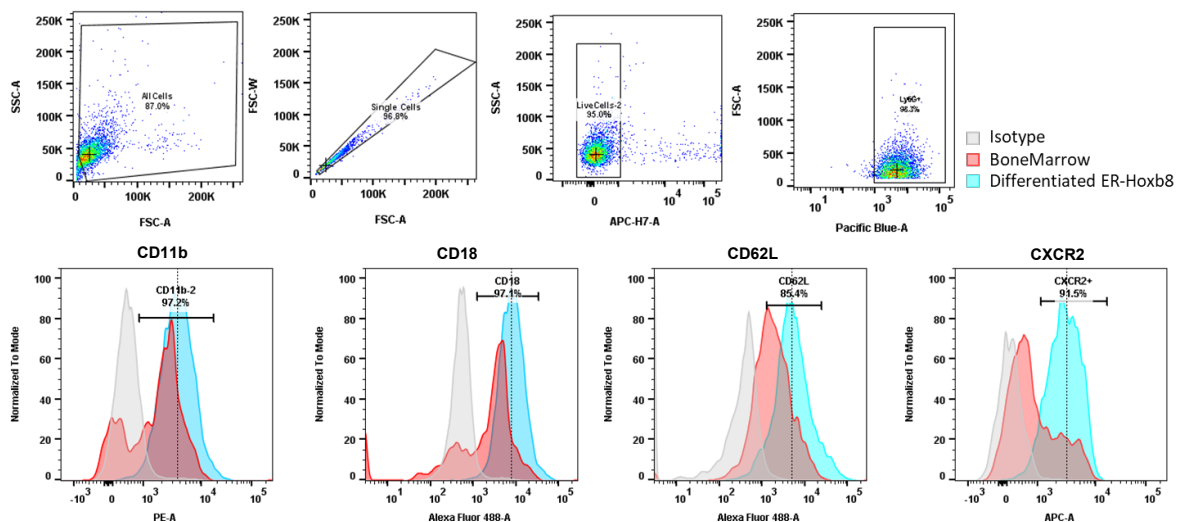 250K
200K
150K
100K
50K
0
SSC-A
All Cells
87.0%
0
100K
200K
FSC-A
250K
200K
150K
100K
50K
0
FSC-W
Single Cells
96.8%
0
100K
200K
FSC-A
250K
200K
150K
100K
50K
0
SSC-A
LiveCells-2
95.0%
0
10^4
10^5
APC-H7-A
250K
200K
150K
100K
50K
0
FSC-A
Ly6G+
10^1
10^3
10^5
Pacific Blue-A
Isotype
BoneMarrow
Differentiated ER-Hoxb8
CD11b
100
80
60
40
20
0
Normalized To Mode
CD11b-2
97.2%
-10^3
0
10^3
10^4
10^5
PE-A
CD18
100
80
60
40
20
0
Normalized To Mode
CD18
97.1%
10^1
10^2
10^3
10^4
10^5
Alexa Fluor 488-A
CD62L
100
80
60
40
20
0
Normalized To Mode
CD62L
85.4%
10^1
10^2
10^3
10^4
10^5
Alexa Fluor 488-A
CXCR2
100
80
60
40
20
0
Normalized To Mode
CXCR2+
91.5%
-10^3
0
10^3
10^4
10^5
APC-A